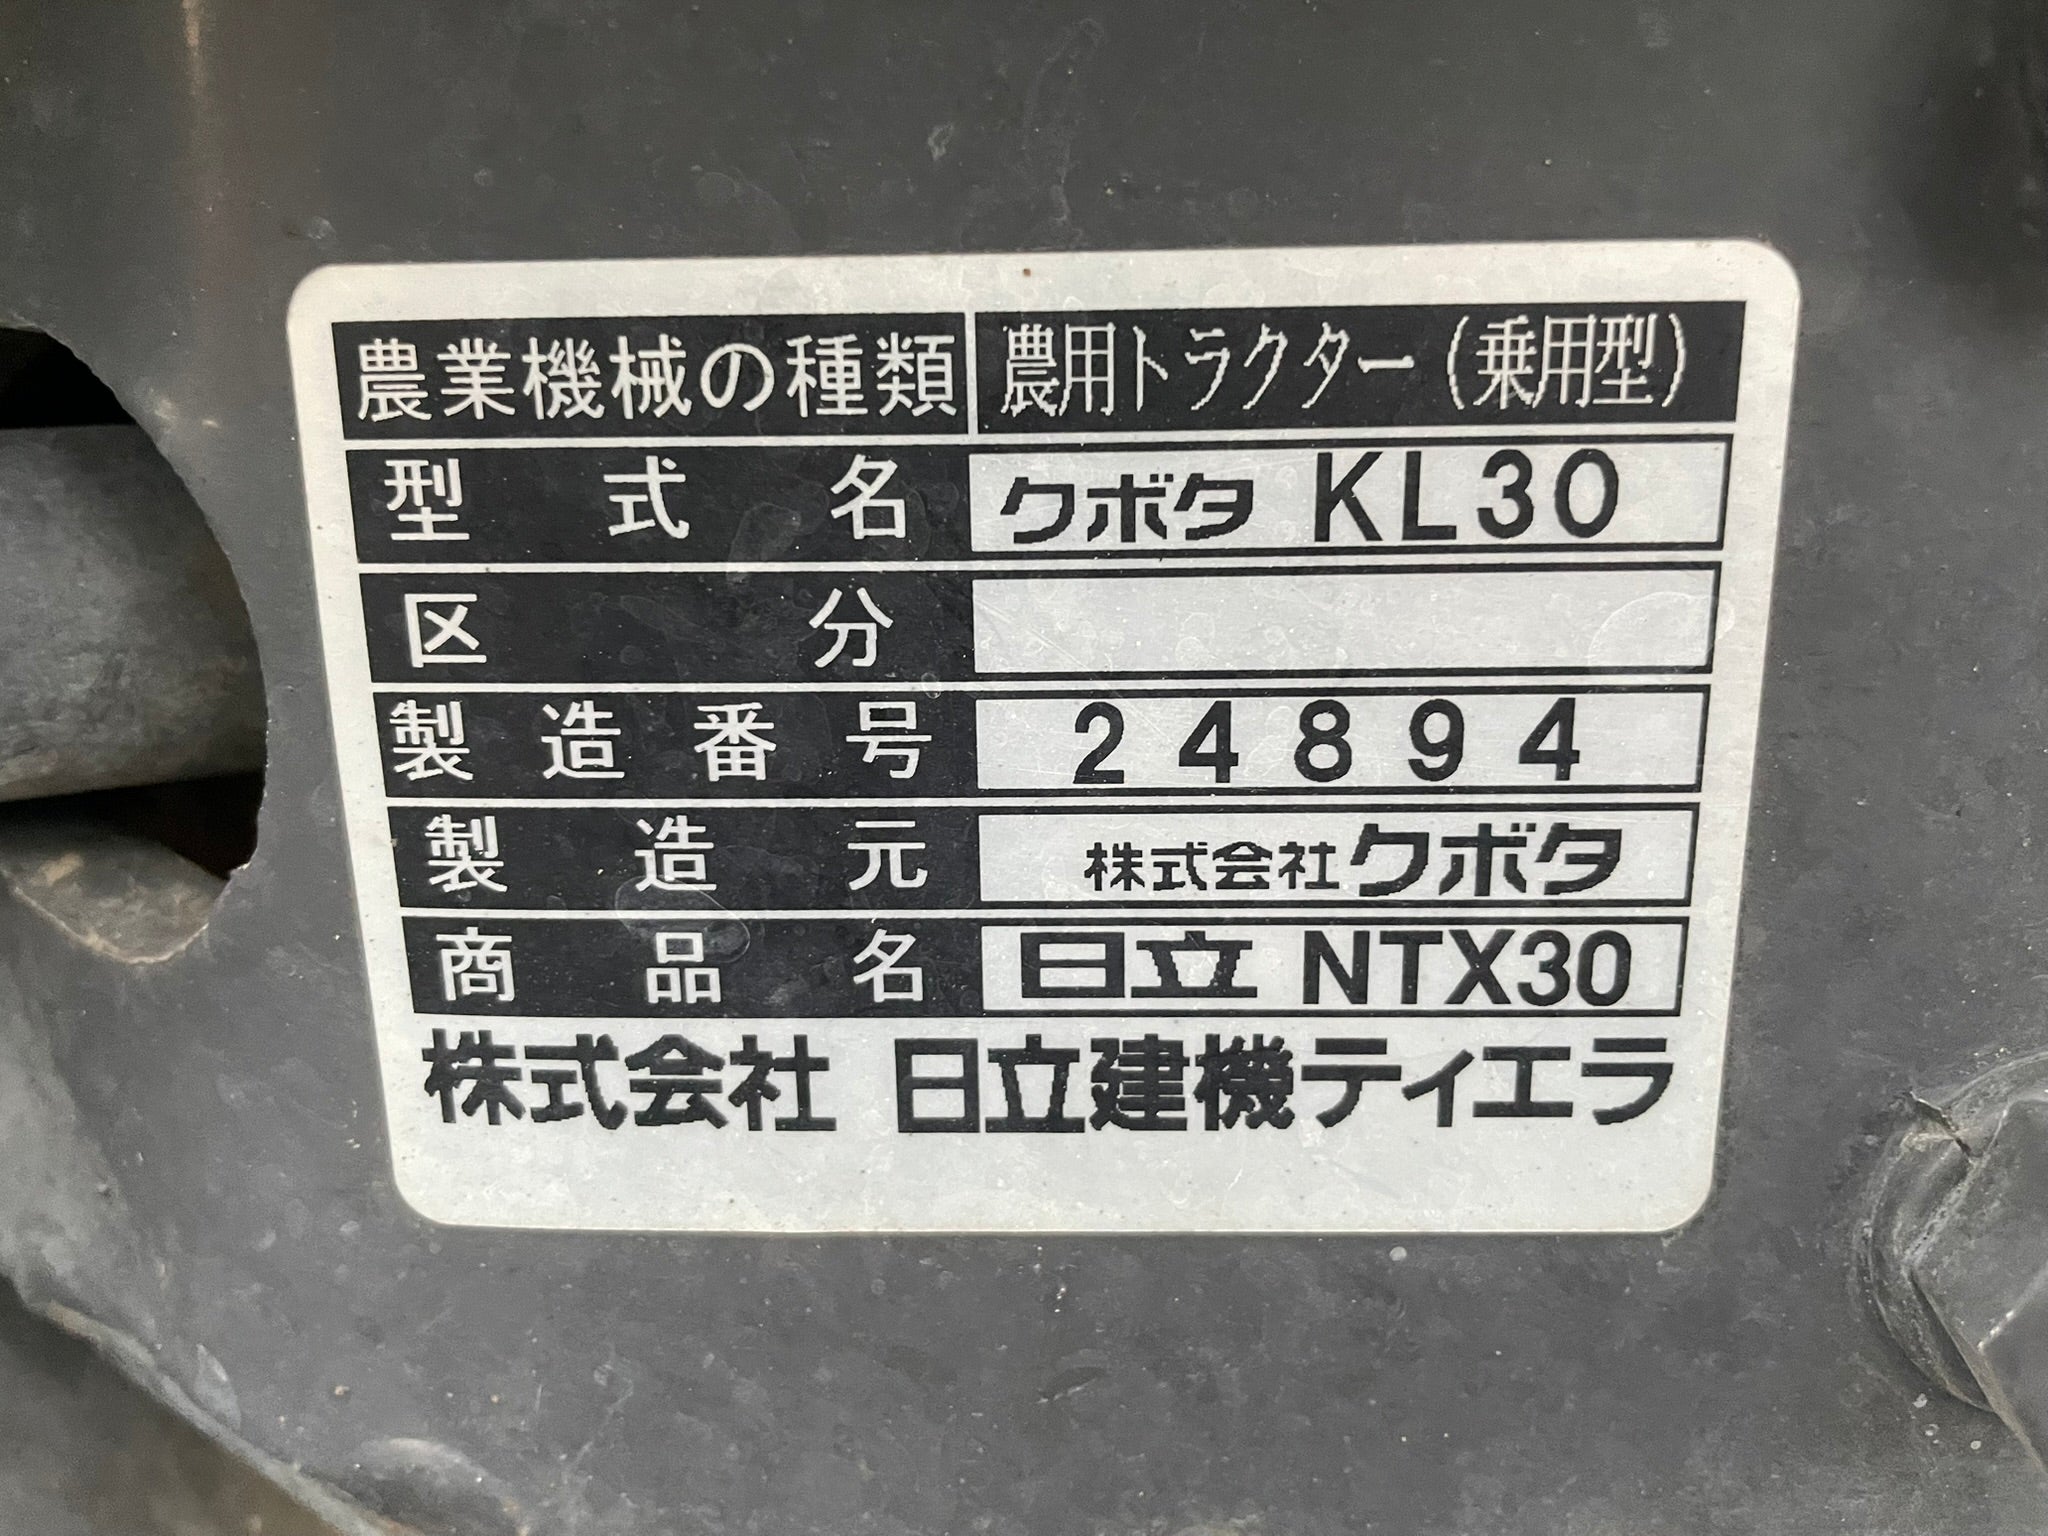 農業機械の種類 農用トラクター(乗用型)
型式名 クボタ KL30
区分
製造番号 24894
製造元 株式会社クボタ
商品名 日立 NTX30
株式会社 日立建機ティエラ